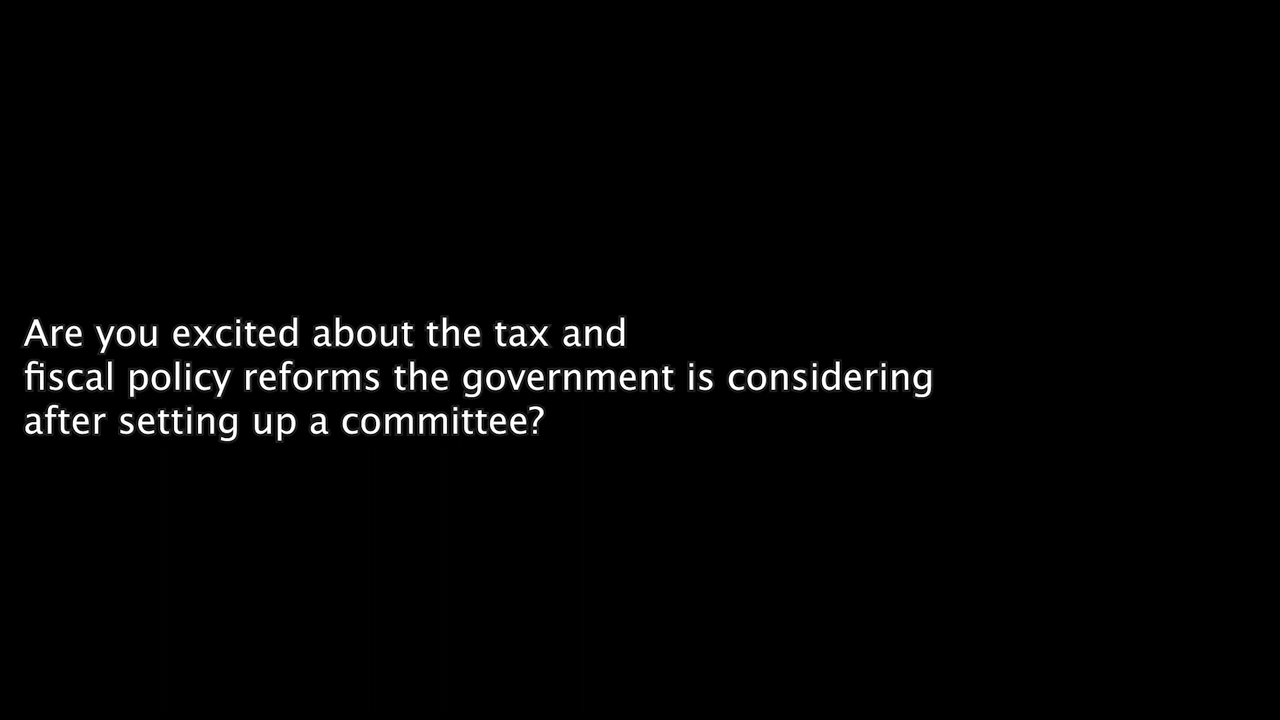 Are you excited about the tax and
fiscal policy reforms the government is considering
after setting up a committee?